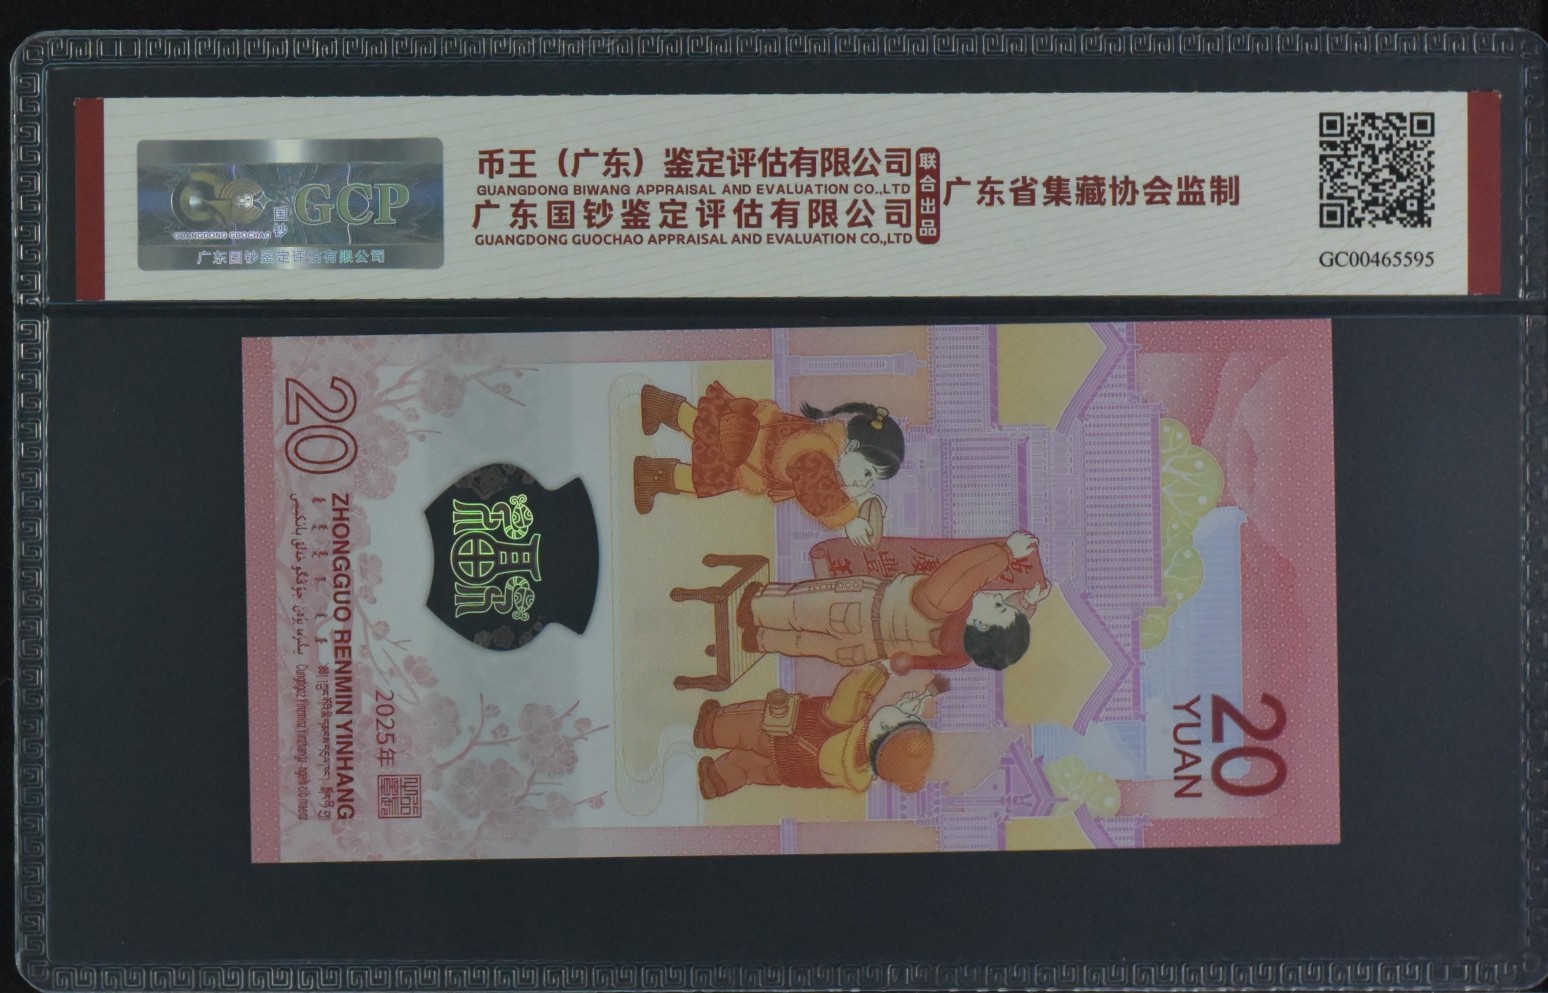 GUANGDONG GUOCHAO
国钞
GCP
广东国钞鉴定评估有限公司
币王（广东）鉴定评估有限公司
GUANGDONG BIWANG APPRAISAL AND EVALUATION CO.,LTD
广东国钞鉴定评估有限公司
GUANGDONG GUOCHAO APPRAISAL AND EVALUATION CO.,LTD
联合出品
广东省集藏协会监制
GC00465595
20
YUAN
20
ZHONGGUO RENMIN YINHANG
2025年